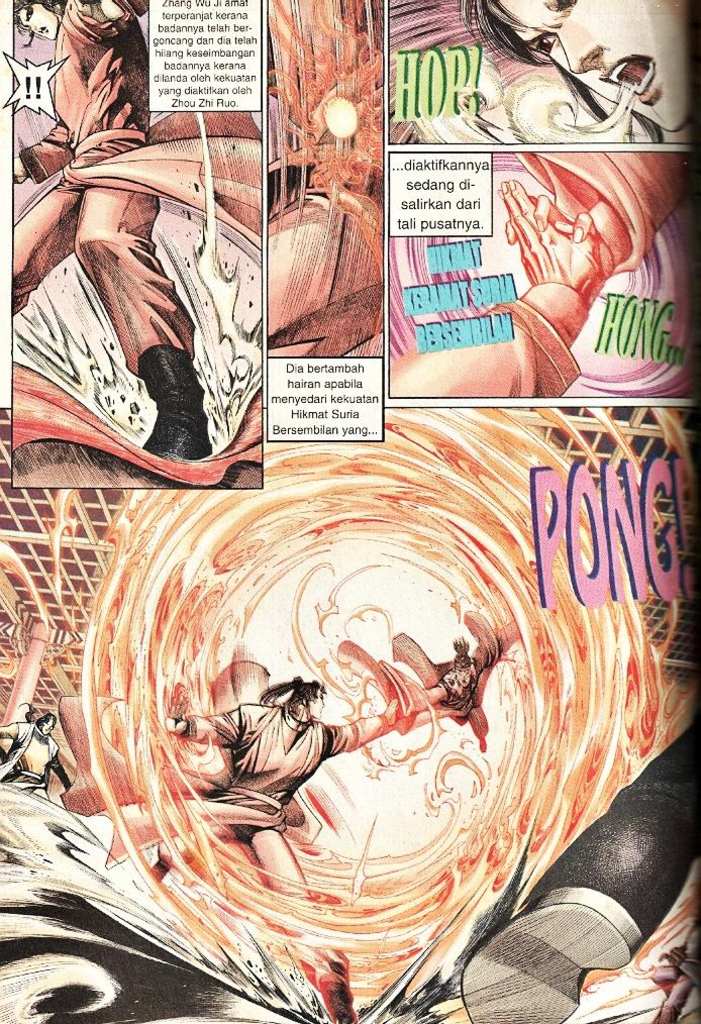 Zhang Wu Ji amat
terperanjat kerana
badannya telah ber-
goncang dan dia telah
hilang keseimbangan
badannya kerana
dilanda oleh kekuatan
yang diaktifkan oleh
Zhou Zhi Ruo.
!!
HOP!
Dia bertambah
hairan apabila
menyedari kekuatan
Hikmat Suria
Bersembilan yang...
...diaktifkannya
sedang di-
salirkan dari
tali pusatnya.
HIKMAT
KERAMAT SURIA
BERSEMBILAN
HONG...
PONG!